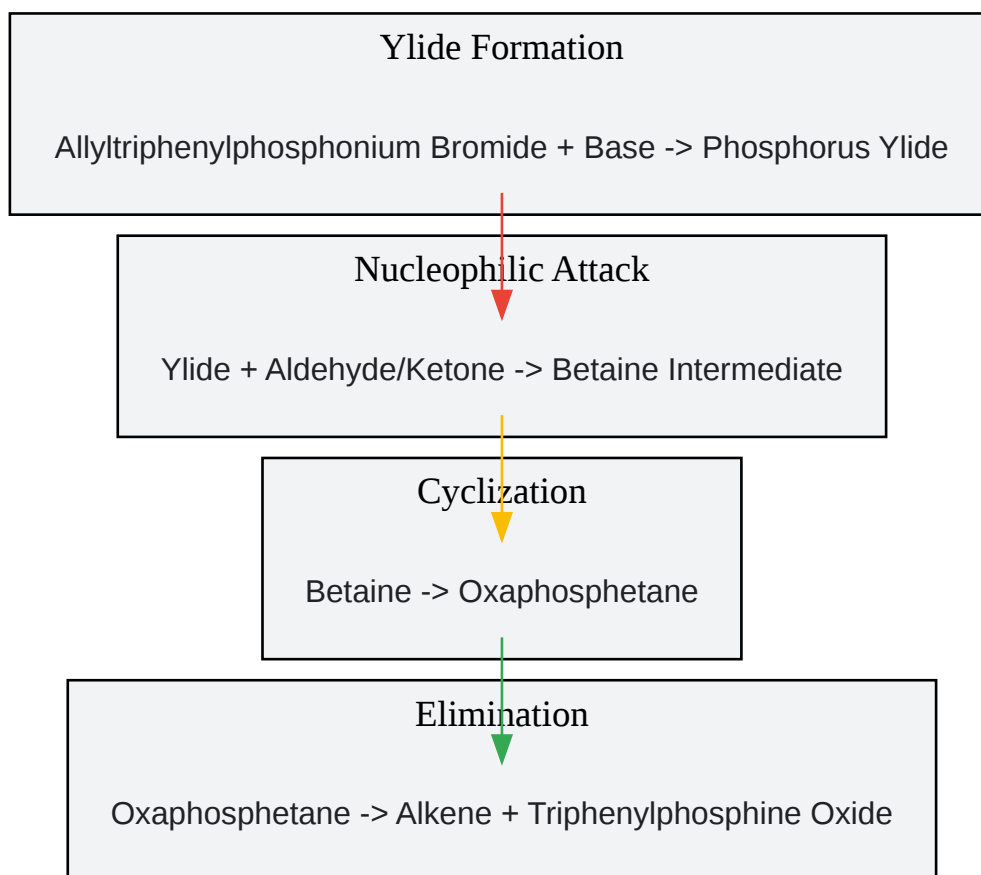 Ylide Formation
Allyltriphenylphosphonium Bromide + Base -> Phosphorus Ylide
Nucleophilic Attack
Ylide + Aldehyde/Ketone -> Betaine Intermediate
Cyclization
Betaine -> Oxaphosphetane
Elimination
Oxaphosphetane -> Alkene + Triphenylphosphine Oxide